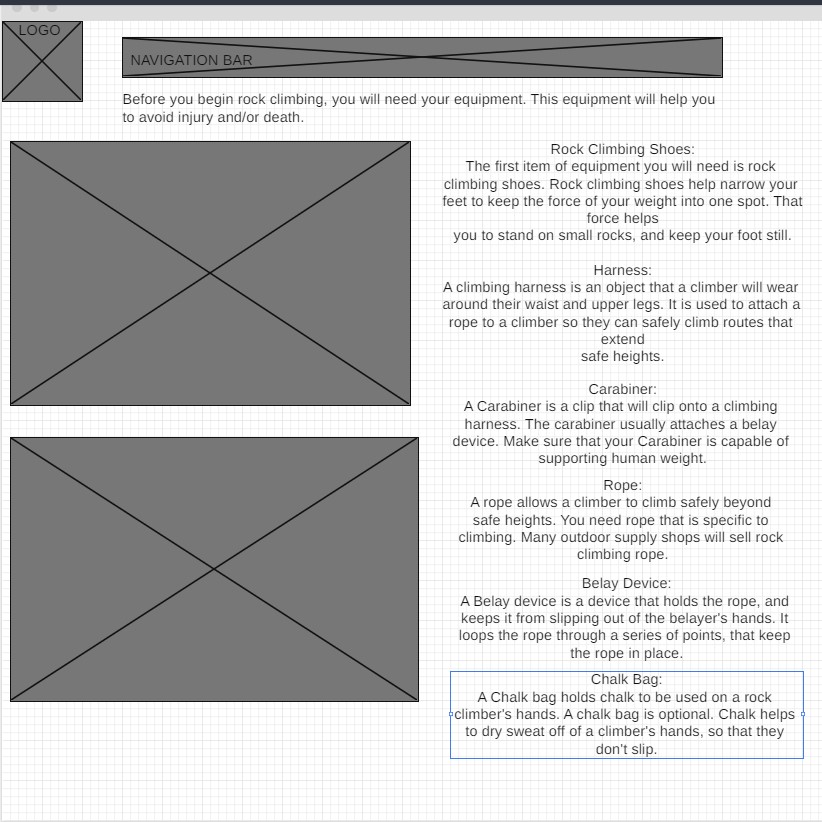 LOGO
NAVIGATION BAR
Before you begin rock climbing, you will need your equipment. This equipment will help you
to avoid injury and/or death.
Rock Climbing Shoes:
The first item of equipment you will need is rock
climbing shoes. Rock climbing shoes help narrow your
feet to keep the force of your weight into one spot. That
force helps
you to stand on small rocks, and keep your foot still.
Harness:
A climbing harness is an object that a climber will wear
around their waist and upper legs. It is used to attach a
rope to a climber so they can safely climb routes that
extend
safe heights.
Carabiner:
A Carabiner is a clip that will clip onto a climbing
harness. The carabiner usually attaches a belay
device. Make sure that your Carabiner is capable of
supporting human weight.
Rope:
A rope allows a climber to climb safely beyond
safe heights. You need rope that is specific to
climbing. Many outdoor supply shops will sell rock
climbing rope.
Belay Device:
A Belay device is a device that holds the rope, and
keeps it from slipping out of the belayer's hands. It
loops the rope through a series of points, that keep
the rope in place.
Chalk Bag:
A Chalk bag holds chalk to be used on a rock
climber's hands. A chalk bag is optional. Chalk helps
to dry sweat off of a climber's hands, so that they
don't slip.